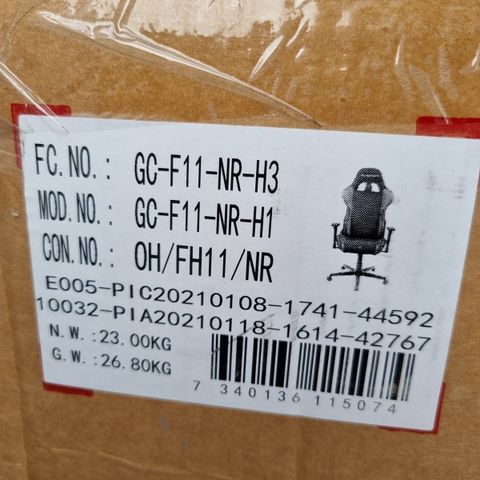 FC. NO. : GC-F11-NR-H3
MOD. NO. : GC-F11-NR-H1
CON. NO. : OH/FH11/NR
E005-PIC20210108-1741-44592
10032-PIA20210118-1614-42767
N. W. :23.00KG
G. W. :26.80KG
7 340136 115074